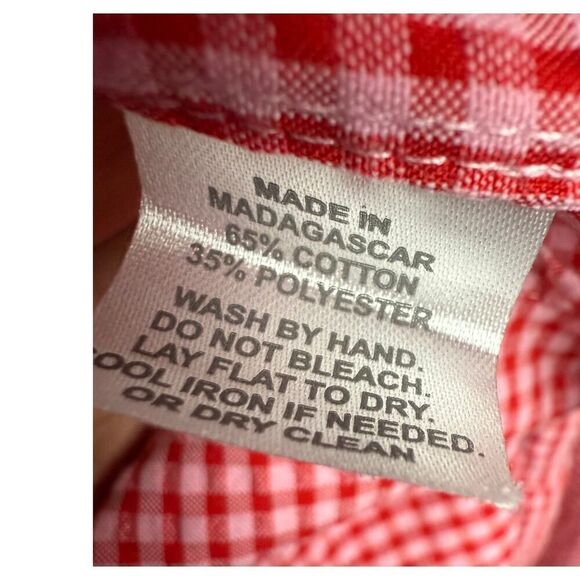 MADE IN
MADAGASCAR
65% COTTON
35% POLYESTER
WASH BY HAND.
DO NOT BLEACH.
LAY FLAT TO DRY.
COOL IRON IF NEEDED.
OR DRY CLEAN